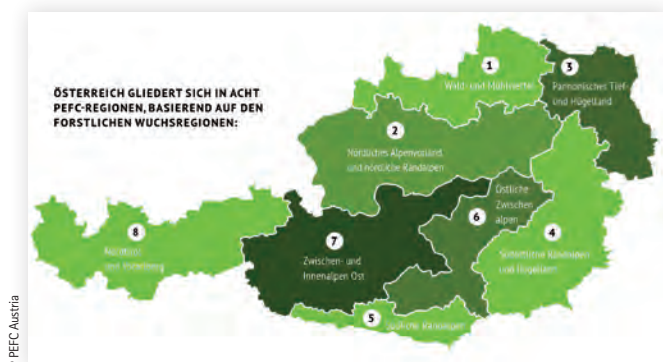 ÖSTERREICH GLIEDERT SICH IN ACHT
PEFC-REGIONEN, BASIEREND AUF DEN
FORSTLICHEN WUCHSREGIONEN:
1
Wald- und Mühlviertel
3
Pannonisches Tief-
und Hügelland
2
Nördliches Alpenvorland
und nördliche Randalpen
Östliche
Zwischen
alpen
6
4
und Hügelland
7
Zwischen- und
Innenalpen Ost
8
und Vorarlberg
5
Südliche Randalpen
PEFC Austria